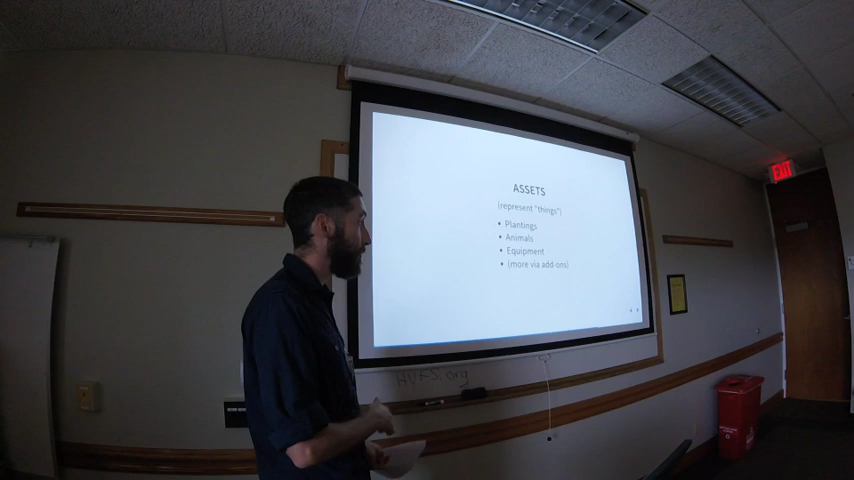 ASSETS
(represent "things")
• Plantings
• Animals
• Equipment
• (more via add-ons)
EXIT